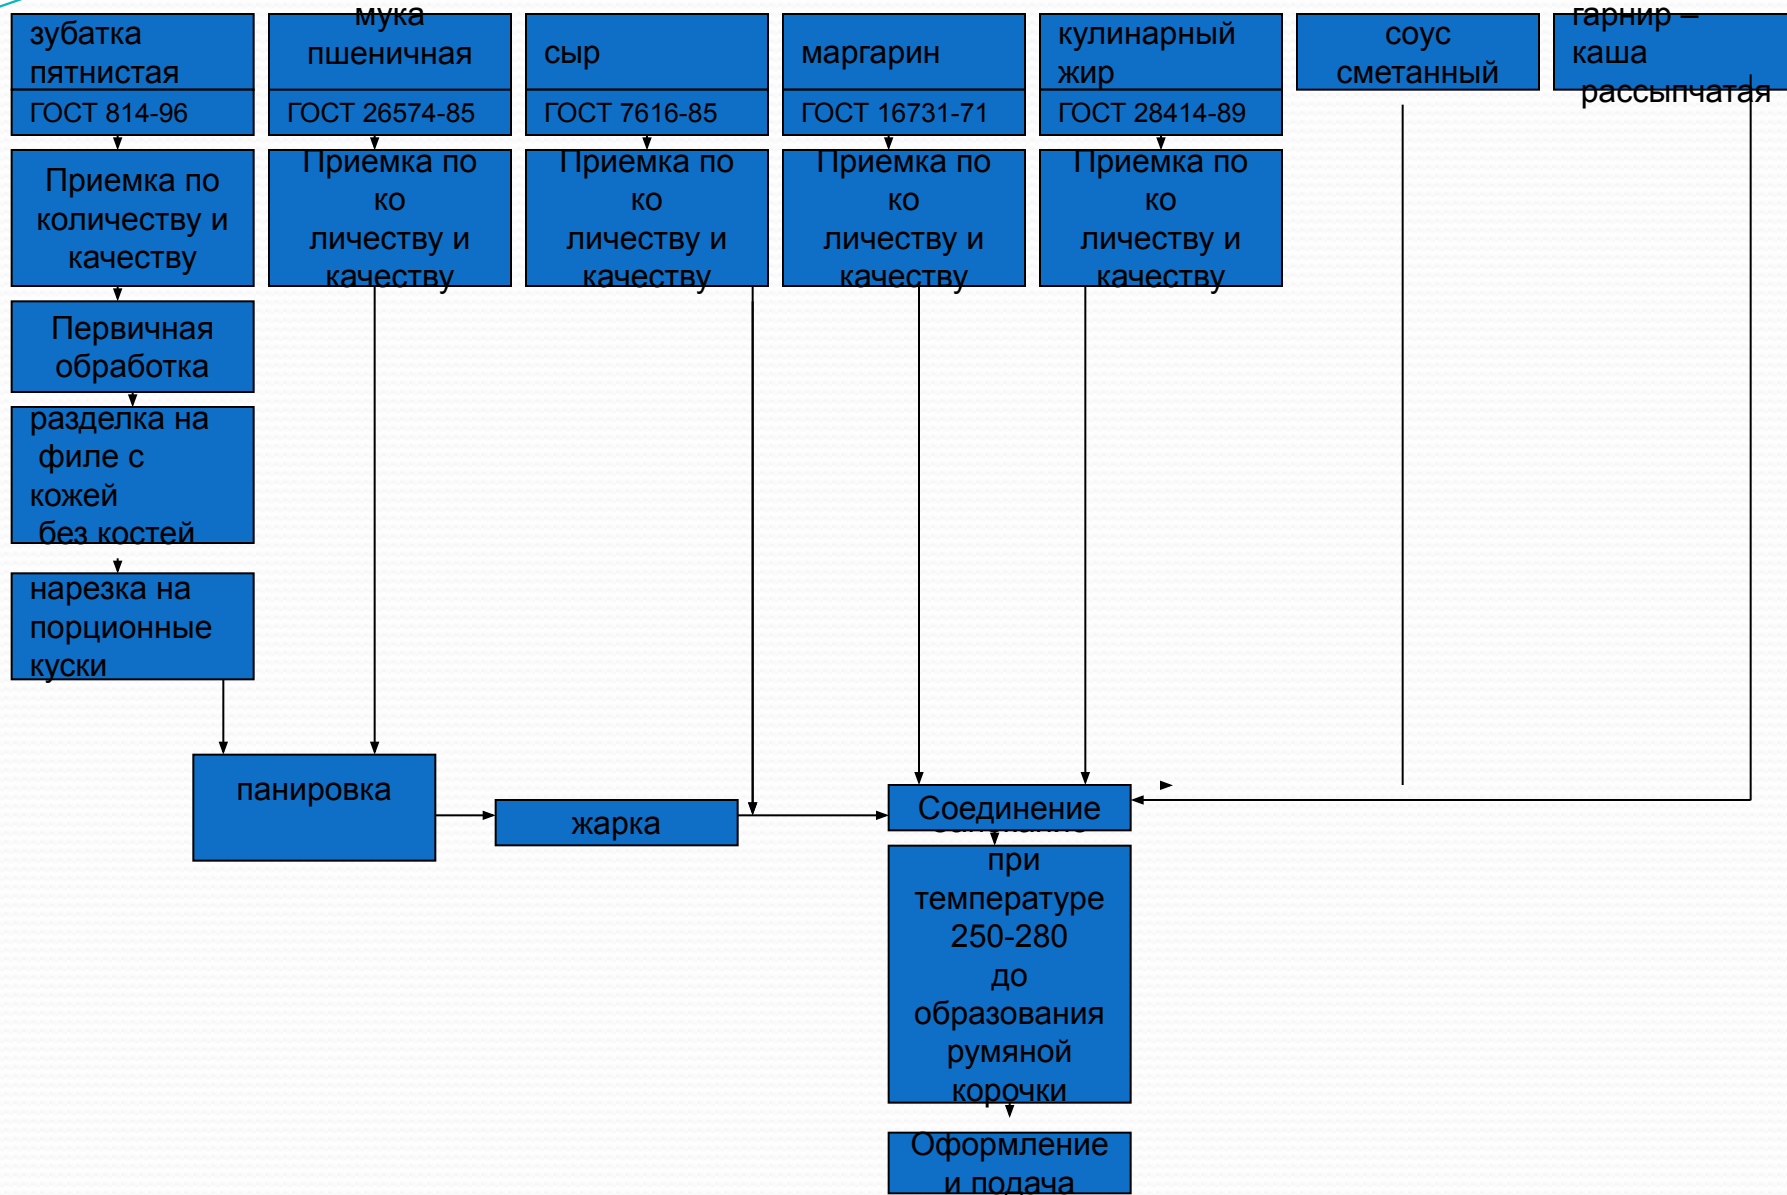 зубатка
пятнистая
ГОСТ 814-96
мука
пшеничная
ГОСТ 26574-85
сыр
ГОСТ 7616-85
маргарин
ГОСТ 16731-71
кулинарный
жир
ГОСТ 28414-89
соус
сметанный
гарнир –
каша
рассыпчатая
Приемка по
количеству и
качеству
Приемка по
ко
личеству и
качеству
Приемка по
ко
личеству и
качеству
Приемка по
ко
личеству и
качеству
Приемка по
ко
личеству и
качеству
Первичная
обработка
разделка на
филе с
кожей
без костей
нарезка на
порционные
куски
панировка
жарка
Соединение
при
температуре
250-280
до
образования
румяной
корочки
Оформление
и подача